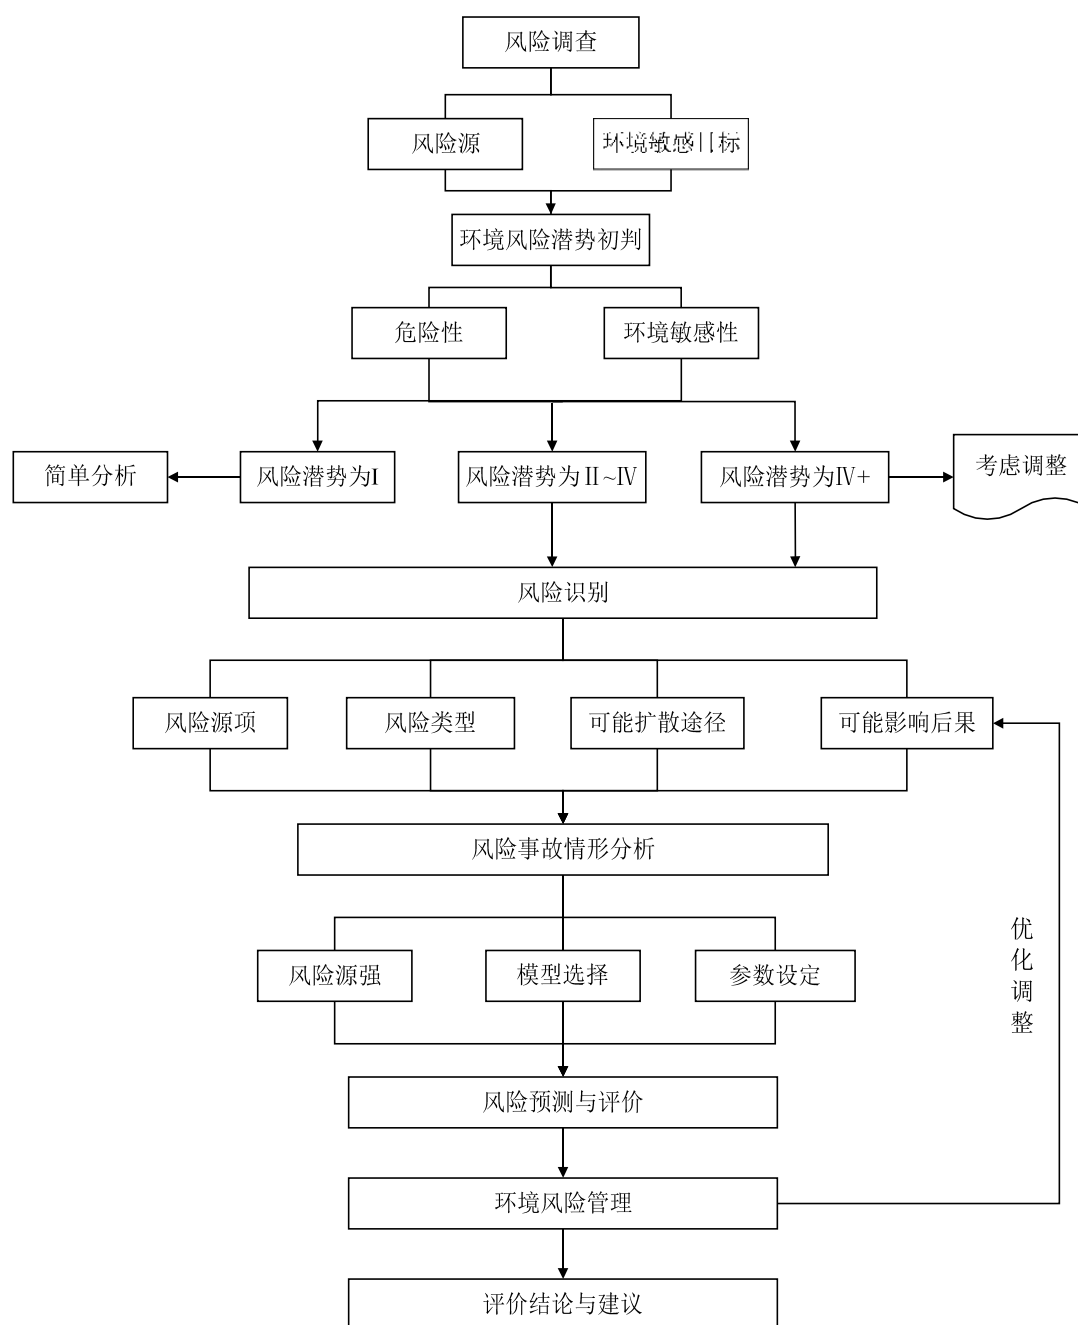 风险调查
风险源
环境敏感目标
环境风险潜势初判
危险性
环境敏感性
简单分析
风险潜势为Ⅰ
风险潜势为Ⅱ~Ⅳ
风险潜势为Ⅳ+
考虑调整
风险识别
风险源项
风险类型
可能扩散途径
可能影响后果
风险事故情形分析
风险源强
模型选择
参数设定
优化调整
风险预测与评价
环境风险管理
评价结论与建议